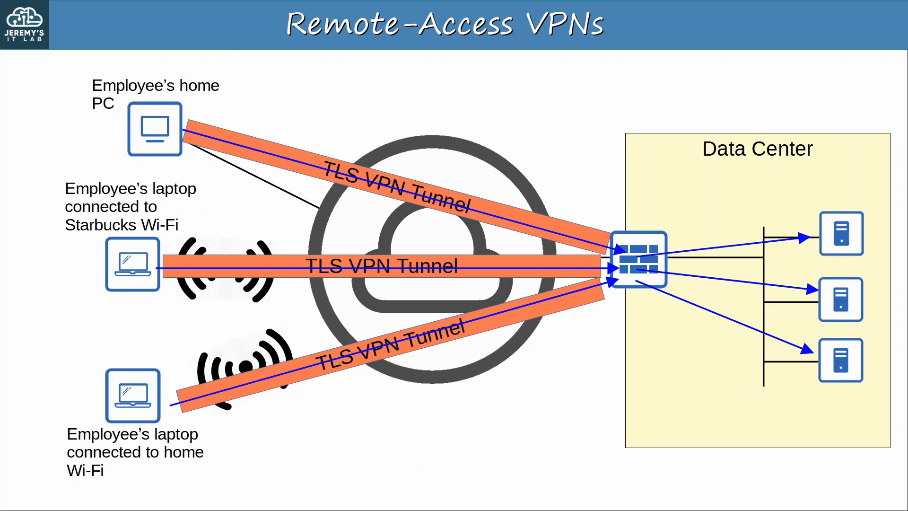 JEREMY'S
IT LAB
Remote-Access VPNs
Employee's home
PC
Employee's laptop
connected to
Starbucks Wi-Fi
Employee's laptop
connected to home
Wi-Fi
TLS VPN Tunnel
TLS VPN Tunnel
TLS VPN Tunnel
Data Center